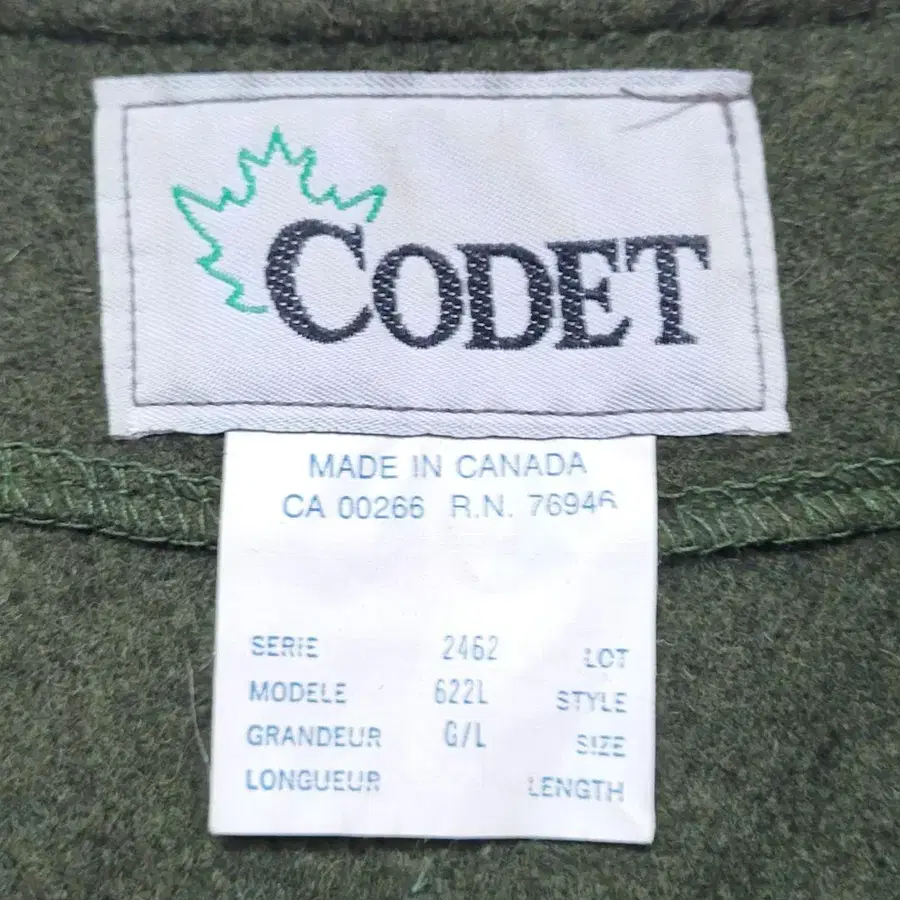 CODET
MADE IN CANADA
CA 00266 R.N. 76946
SERIE 2462 LOT
MODELE 622L STYLE
GRANDEUR G/L SIZE
LONGUEUR LENGTH